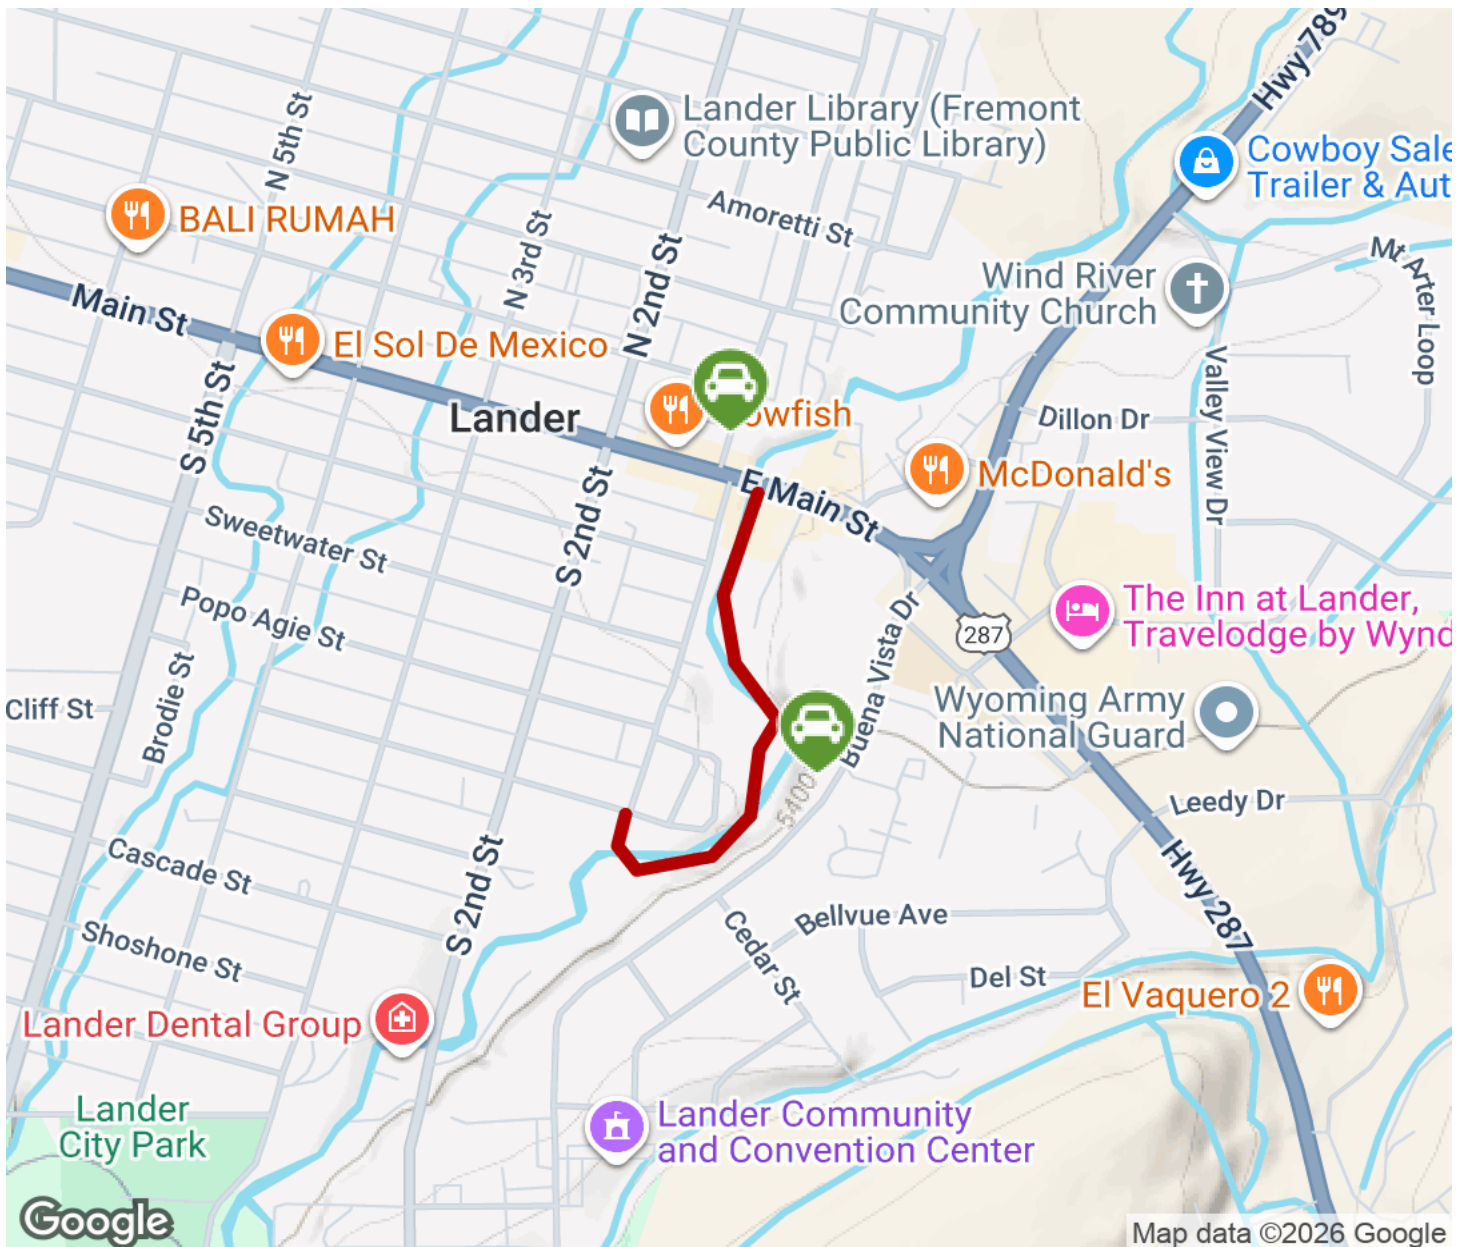 Hwy 789
Lander Library (Fremont
County Public Library)
Cowboy Sale
Trailer & Aut
N 5th St
BALI RUMAH
Amoretti St
N 3rd St
N 2nd St
Mt Arter Loop
Wind River
Community Church
Main St
El Sol De Mexico
Valley View Dr
S 5th St
Lander
owfish
Dillon Dr
McDonald's
E Main St
S 2nd St
Sweetwater St
Popo Agie St
Buena Vista Dr
287
The Inn at Lander,
Travelodge by Wynd
Brodie St
Cliff St
Wyoming Army
National Guard
5400
Leedy Dr
Cascade St
S 2nd St
Hwy 287
Bellvue Ave
Cedar St
Shoshone St
Del St
El Vaquero 2
Lander Dental Group
Lander
City Park
Lander Community
and Convention Center
Google
Map data ©2026 Google